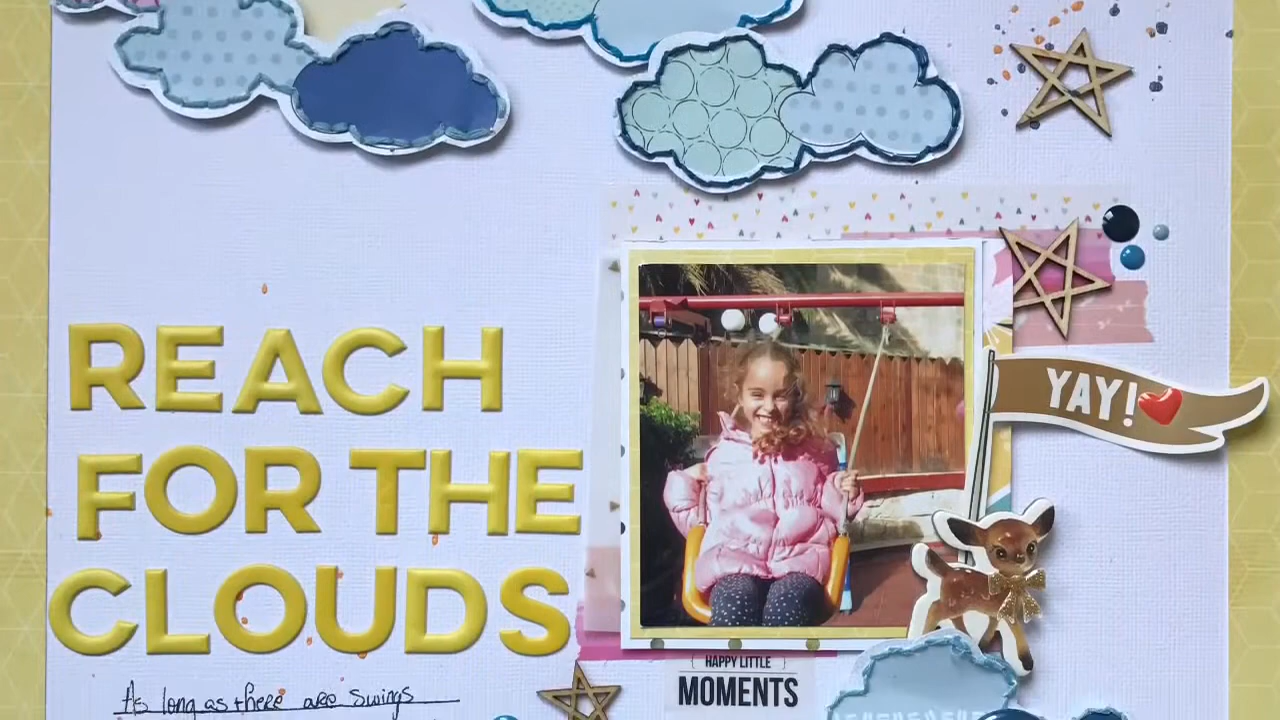 REACH
FOR THE
CLOUDS
As long as there are swings
YAY!
HAPPY LITTLE
MOMENTS